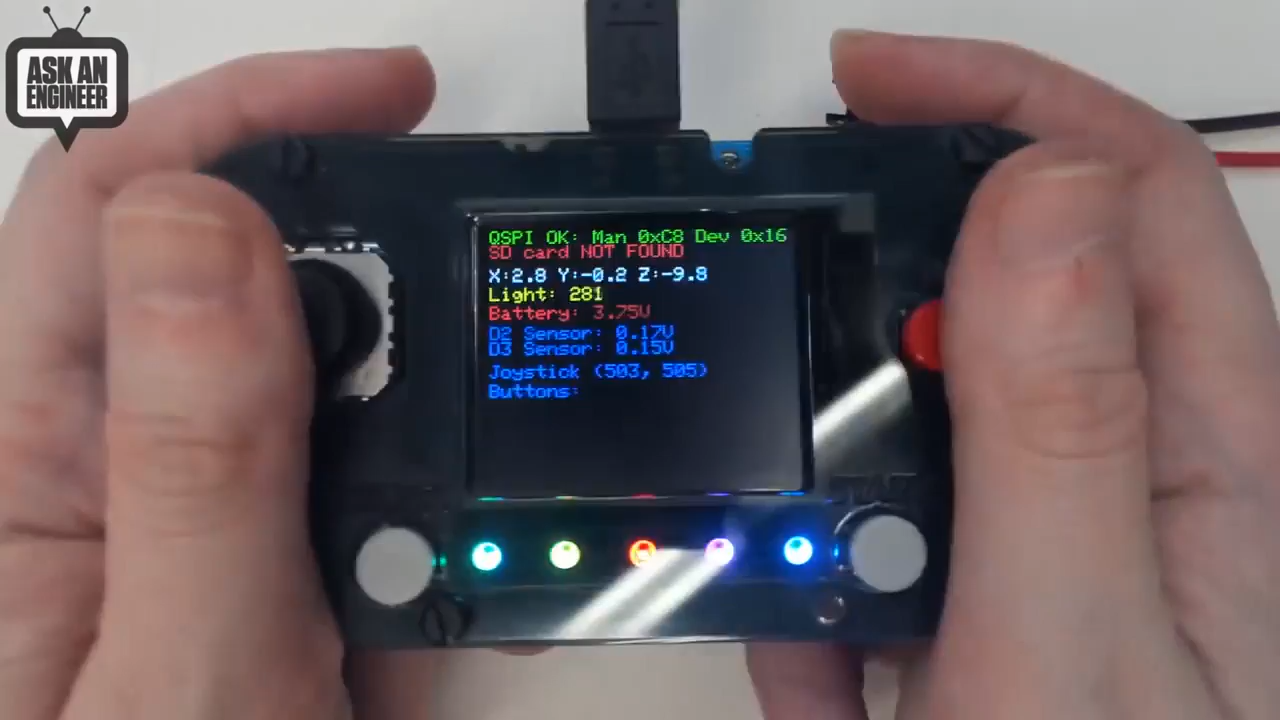 ASK AN
ENGINEER
QSPI OK: Man 0xC8 Dev 0x16
SD card NOT FOUND
X:2.8 Y:-0.2 Z:-9.8
Light: 281
Battery: 3.75V
D2 Sensor: 0.17V
D3 Sensor: 0.15V
Joystick (503, 505)
Buttons: